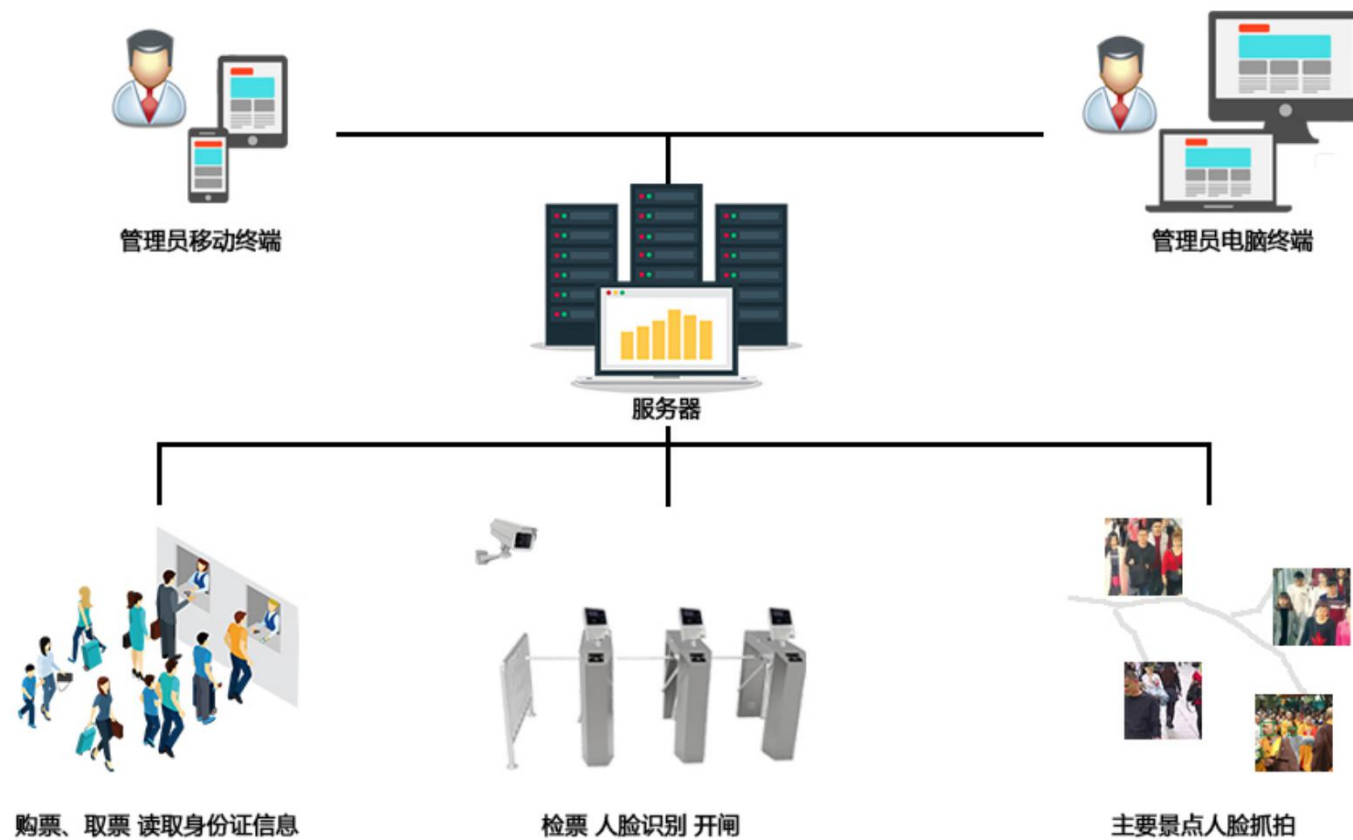 管理员移动终端
管理员电脑终端
服务器
购票、取票 读取身份证信息
检票 人脸识别 开闸
主要景点人脸抓拍